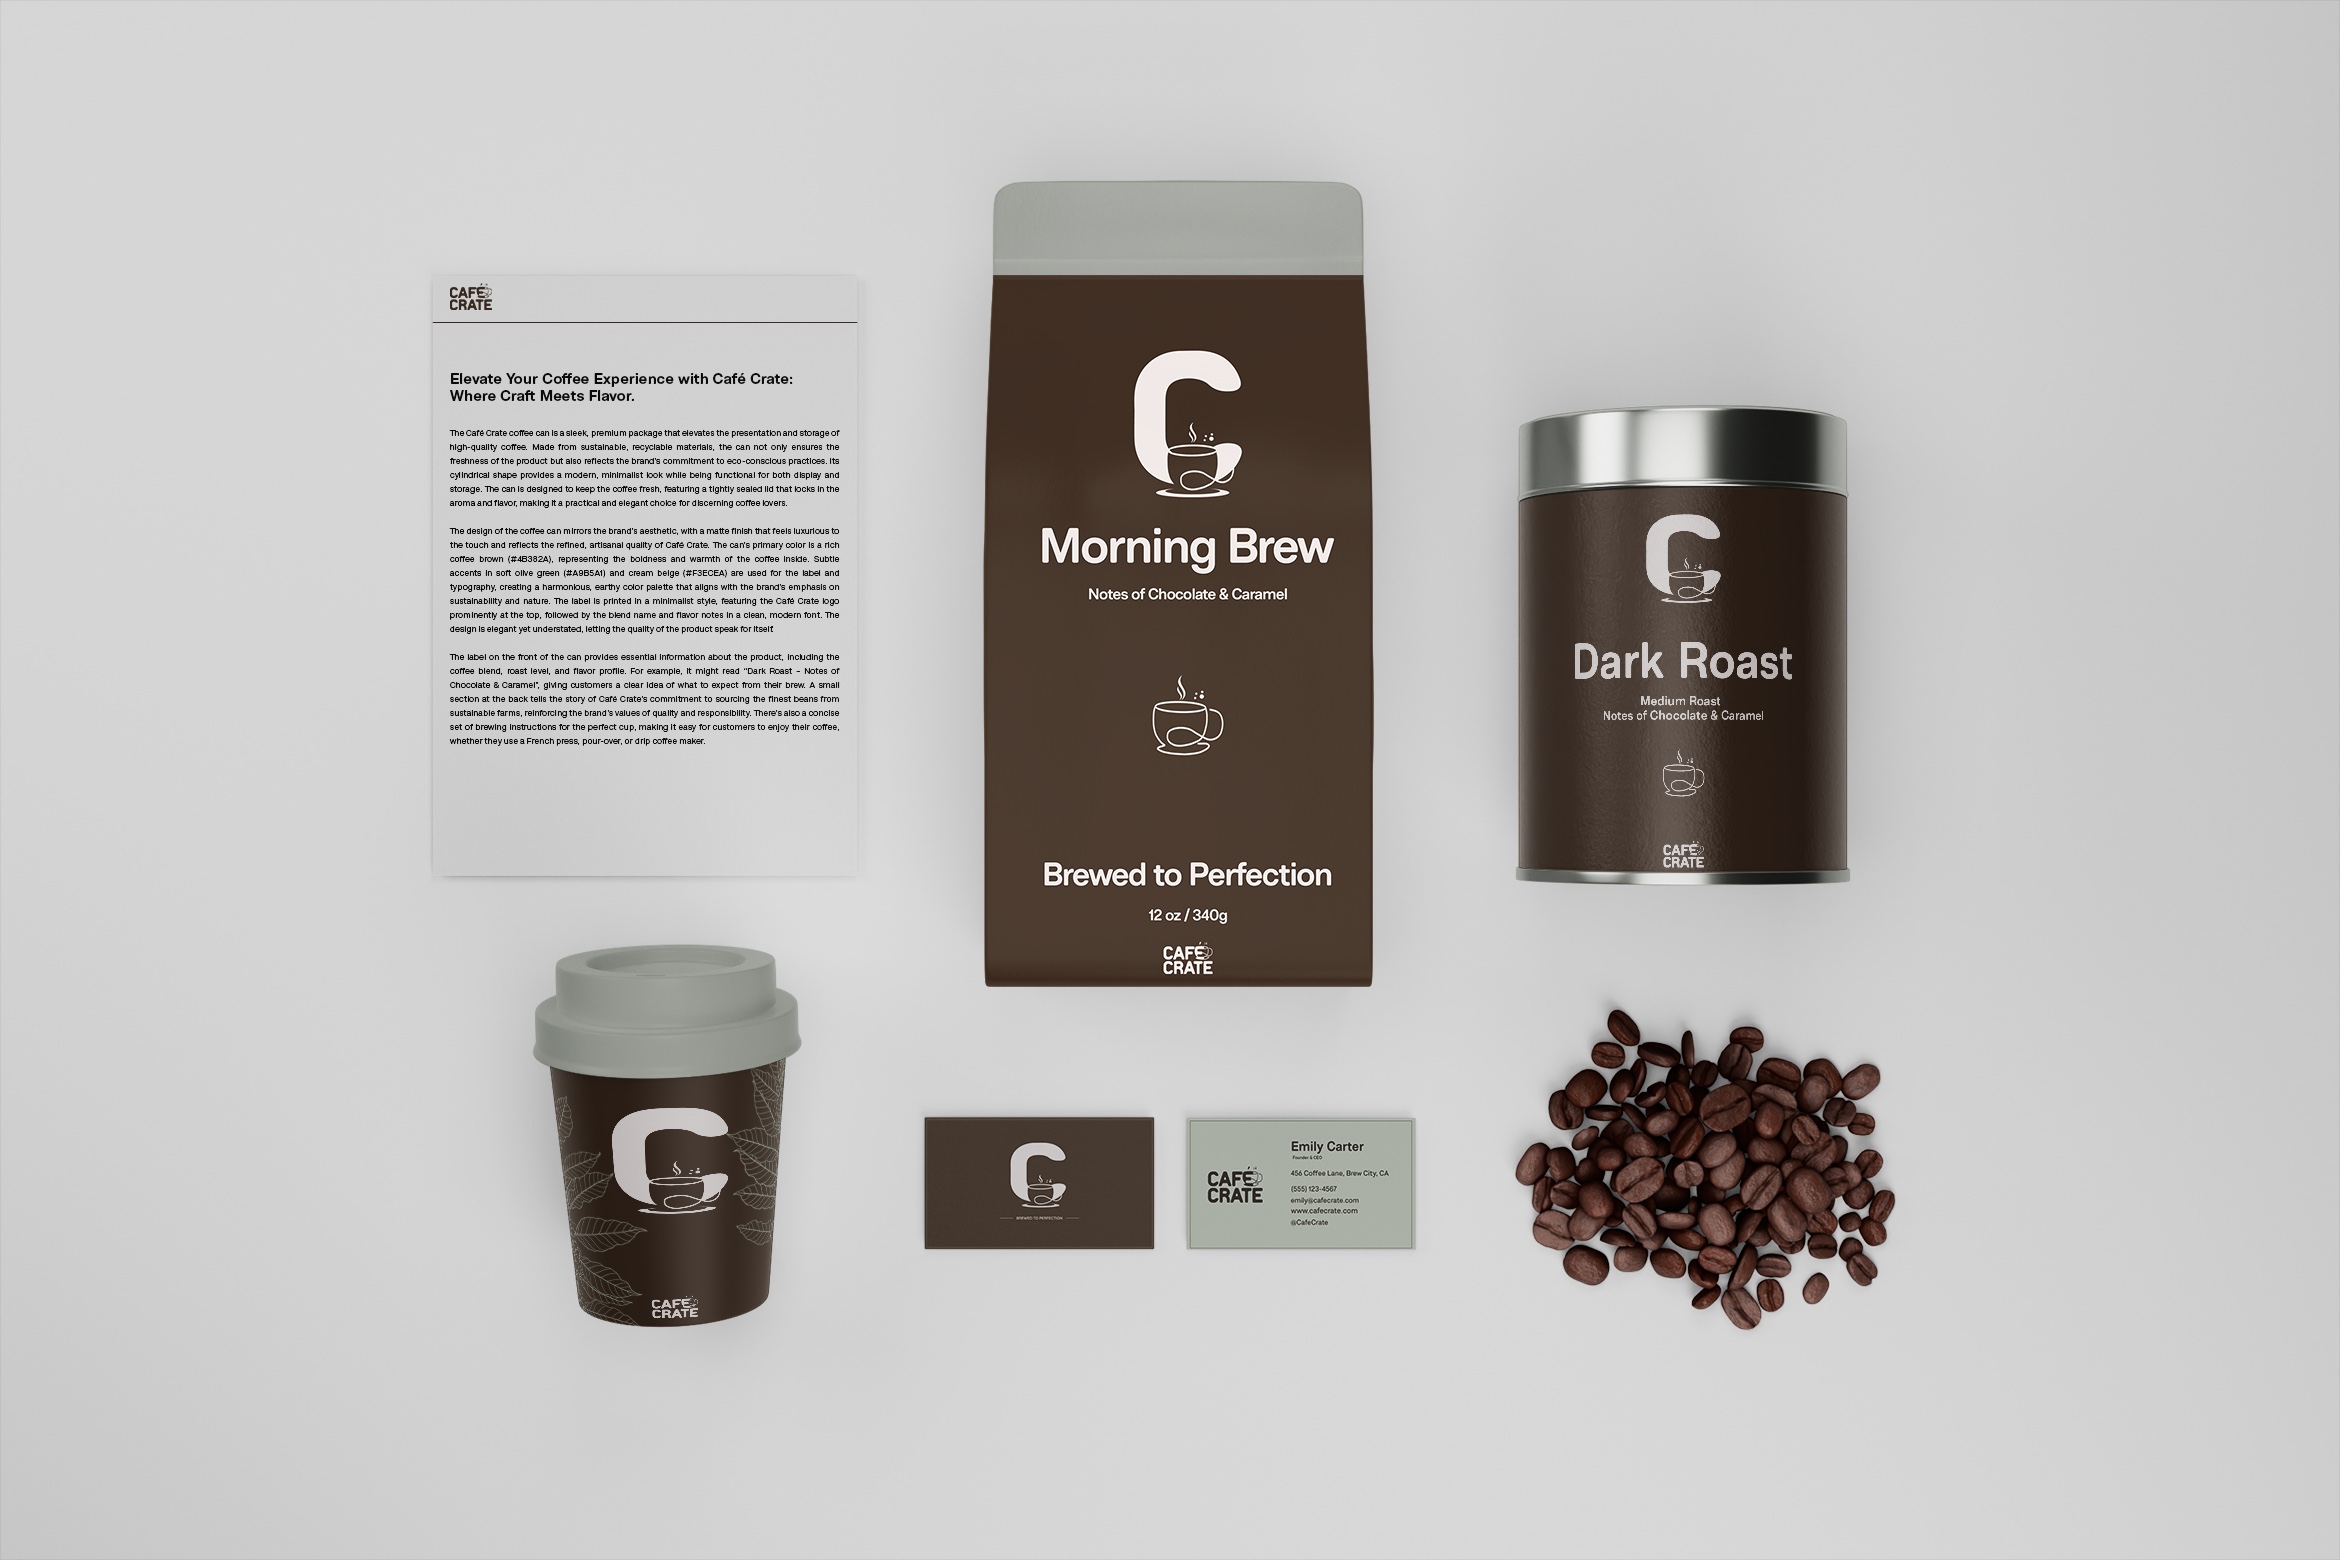 CAFÉ
CRATE
Elevate Your Coffee Experience with Café Crate:
Where Craft Meets Flavor.
The Café Crate coffee can is a sleek, premium package that elevates the presentation and storage of
high-quality coffee. Made from sustainable, recyclable materials, the can not only ensures the
freshness of the product but also reflects the brand's commitment to eco-conscious practices. Its
cylindrical shape provides a modern, minimalist look while being functional for both display and
storage. The can is designed to keep the coffee fresh, featuring a tightly sealed lid that locks in the
aroma and flavor, making it a practical and elegant choice for discerning coffee lovers.
The design of the coffee can mirrors the brand's aesthetic, with a matte finish that feels luxurious to
the touch and reflects the refined, artisanal quality of Café Crate. The can's primary color is a rich
coffee brown (#4B382A), representing the boldness and warmth of the coffee inside. Subtle
accents in soft olive green (#A9B5A1) and cream beige (#F3ECEA) are used for the label and
typography, creating a harmonious, earthy color palette that aligns with the brand's emphasis on
sustainability and nature. The label is printed in a minimalist style, featuring the Café Crate logo
prominently at the top, followed by the blend name and flavor notes in a clean, modern font. The
design is elegant yet understated, letting the quality of the product speak for itself.
The label on the front of the can provides essential information about the product, including the
coffee blend, roast level, and flavor profile. For example, it might read "Dark Roast – Notes of
Chocolate & Caramel", giving customers a clear idea of what to expect from their brew. A small
section at the back tells the story of Café Crate's commitment to sourcing the finest beans from
sustainable farms, reinforcing the brand's values of quality and responsibility. There's also a concise
set of brewing instructions for the perfect cup, making it easy for customers to enjoy their coffee,
whether they use a French press, pour-over, or drip coffee maker.
C
Morning Brew
Notes of Chocolate & Caramel
Brewed to Perfection
12 oz / 340g
CAFÉ
CRATE
C
Dark Roast
Medium Roast
Notes of Chocolate & Caramel
CAFÉ
CRATE
C
CAFÉ
CRATE
C
BREWED TO PERFECTION
CAFÉ
CRATE
Emily Carter
Founder & CEO
456 Coffee Lane, Brew City, CA
(555) 123-4567
emily@cafecrate.com
www.cafecrate.com
@CafeCrate